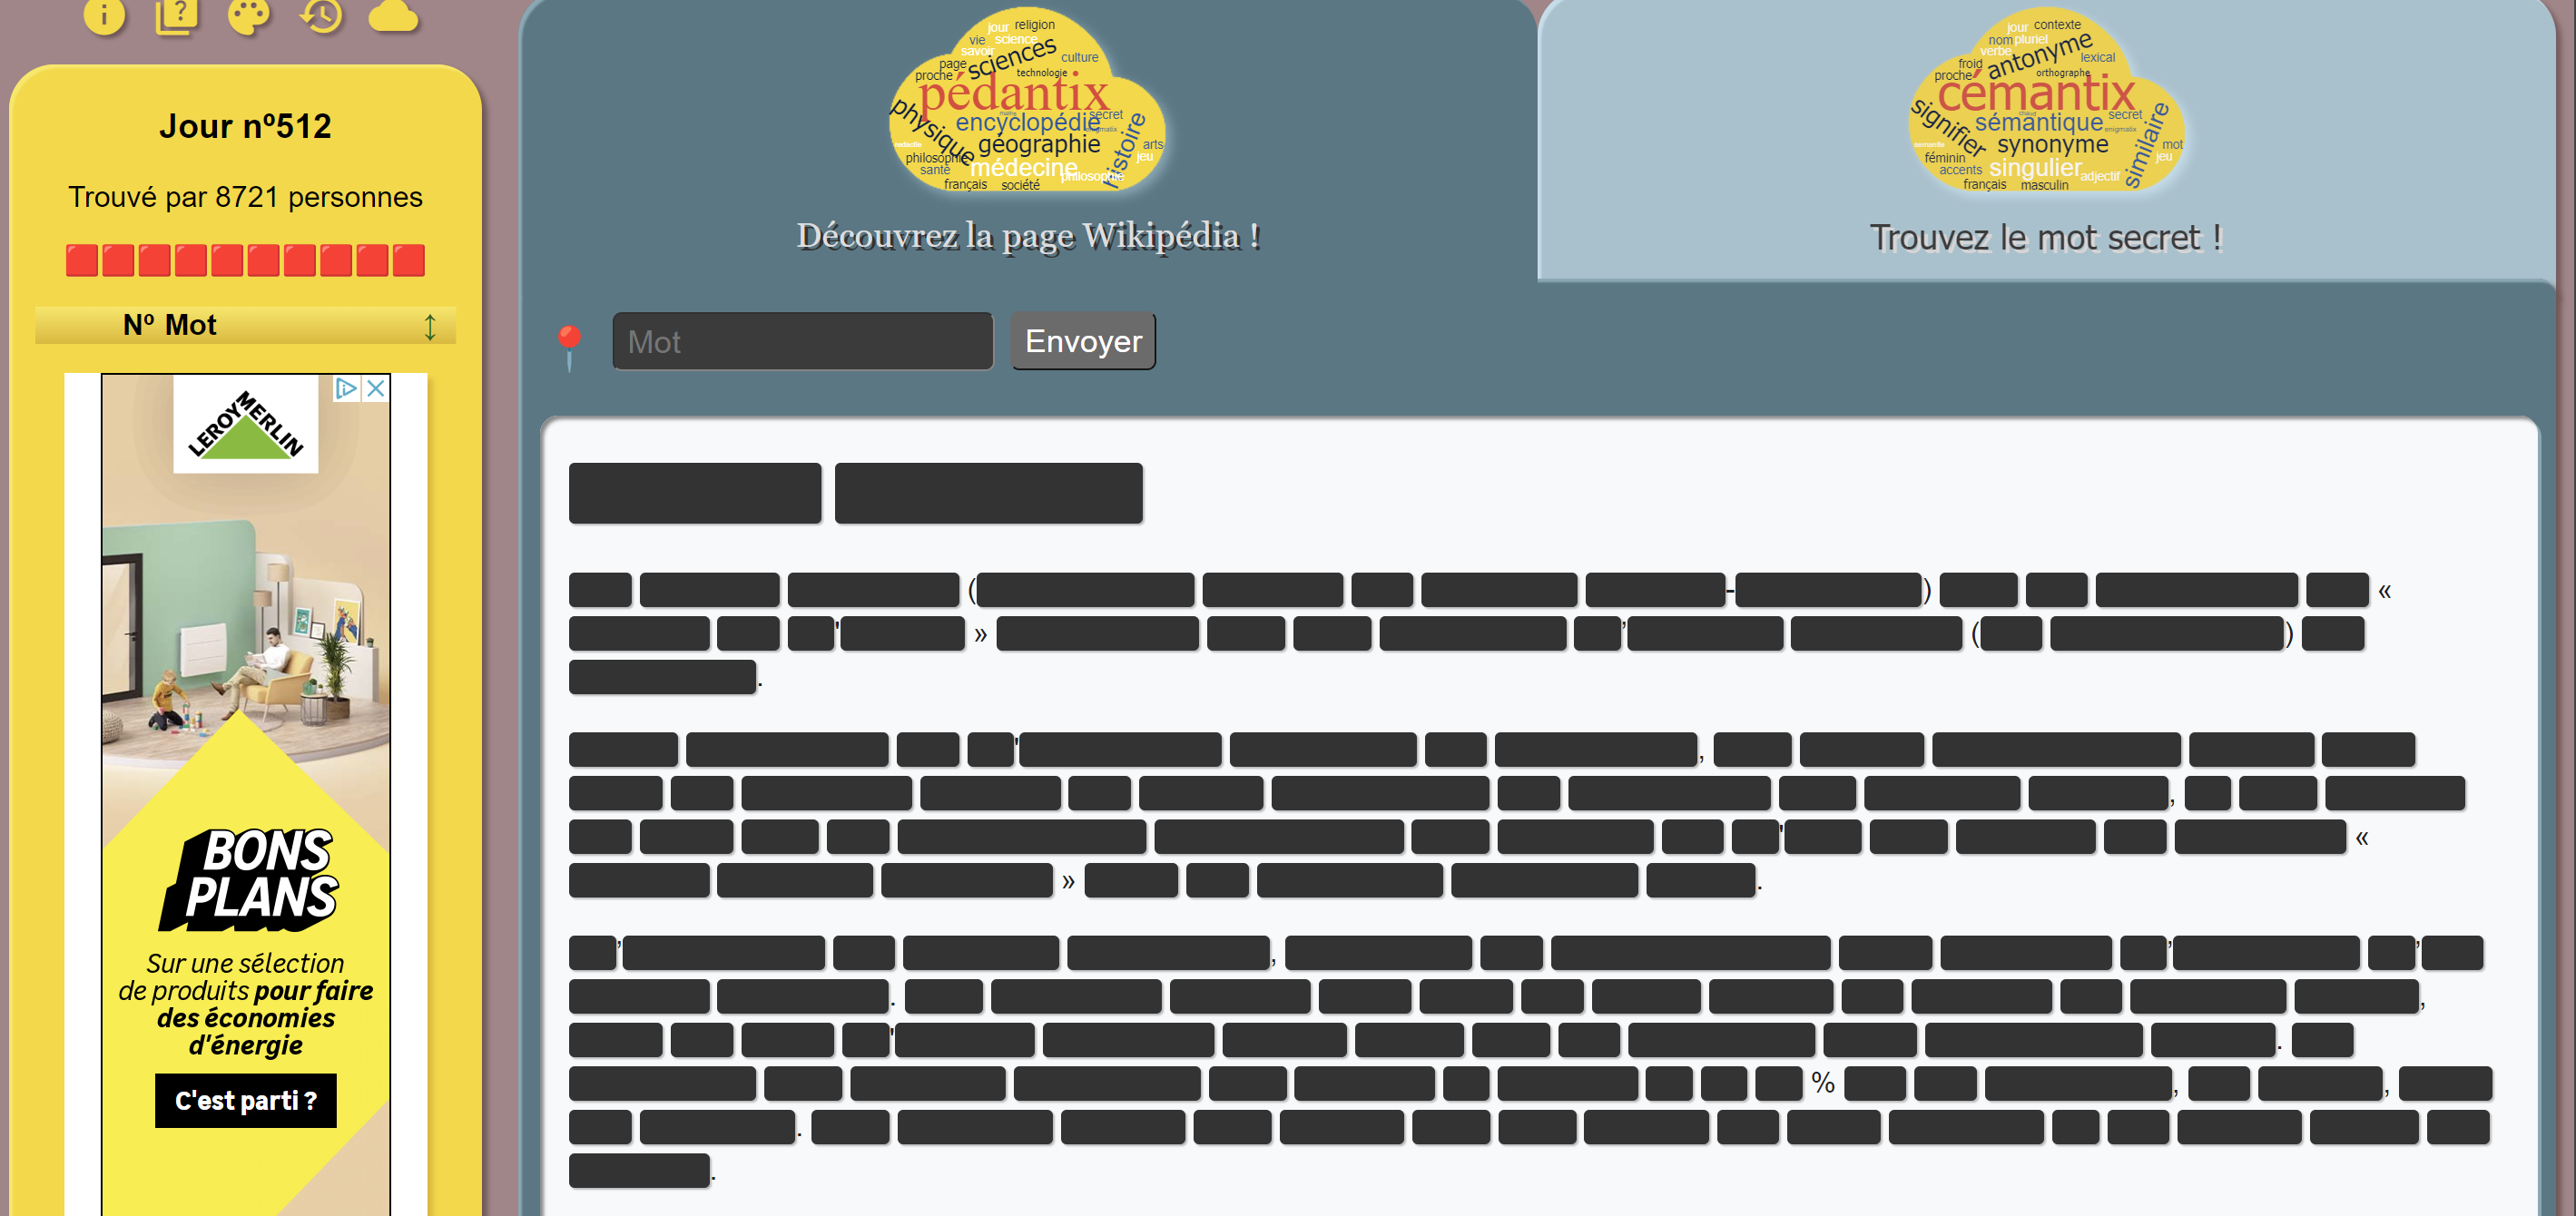 Jour nº512
Trouvé par 8721 personnes
Nº Mot
LEROY MERLIN
BONS
PLANS
Sur une sélection
de produits pour faire
des économies
d'énergie
C'est parti ?
jour religion
vie science
savoir sciences culture
page
proche technologie
pédantix
physique encyclopédie secret
géographie histoire arts
jeu
philosophie médecine philosophie
santé
français société
Découvrez la page Wikipédia !
jour contexte
nom pluriel
verbe antonyme lexical
froid
proche orthographe
cémantix
signifier sémantique secret enigmatix
synonyme similaire mot
jeu
féminin singulier adjectif
accents
français masculin
Trouvez le mot secret !
Mot
Envoyer
( - ) «
' » ’ ( )
.
' ,
,
' «
» .
’ , ’ ’
. ,
' .
% , ,
.
.